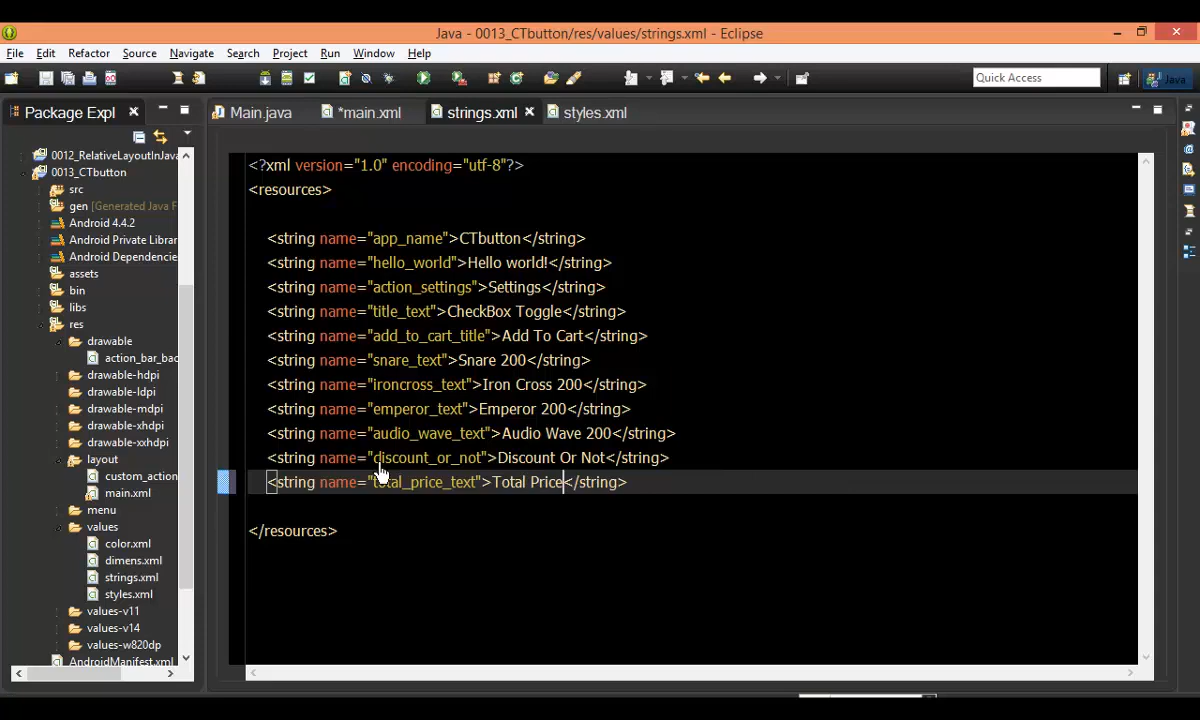 Java - 0013_CTbutton/res/values/strings.xml - Eclipse
File Edit Refactor Source Navigate Search Project Run Window Help
Quick Access
Java
Package Expl
Main.java *main.xml strings.xml styles.xml
0012_RelativeLayoutInJava
0013_CTbutton
src
gen [Generated Java F
Android 4.4.2
Android Private Librar
Android Dependencie
assets
bin
libs
res
drawable
action_bar_bac
drawable-hdpi
drawable-ldpi
drawable-mdpi
drawable-xhdpi
drawable-xxhdpi
layout
custom_action
main.xml
menu
values
color.xml
dimens.xml
strings.xml
styles.xml
values-v11
values-v14
values-w820dp
AndroidManifest.xml
<?xml version="1.0" encoding="utf-8"?>
<resources>
<string name="app_name">CTbutton</string>
<string name="hello_world">Hello world!</string>
<string name="action_settings">Settings</string>
<string name="title_text">CheckBox Toggle</string>
<string name="add_to_cart_title">Add To Cart</string>
<string name="snare_text">Snare 200</string>
<string name="ironcross_text">Iron Cross 200</string>
<string name="emperor_text">Emperor 200</string>
<string name="audio_wave_text">Audio Wave 200</string>
<string name="discount_or_not">Discount Or Not</string>
<string name="total_price_text">Total Price</string>
</resources>